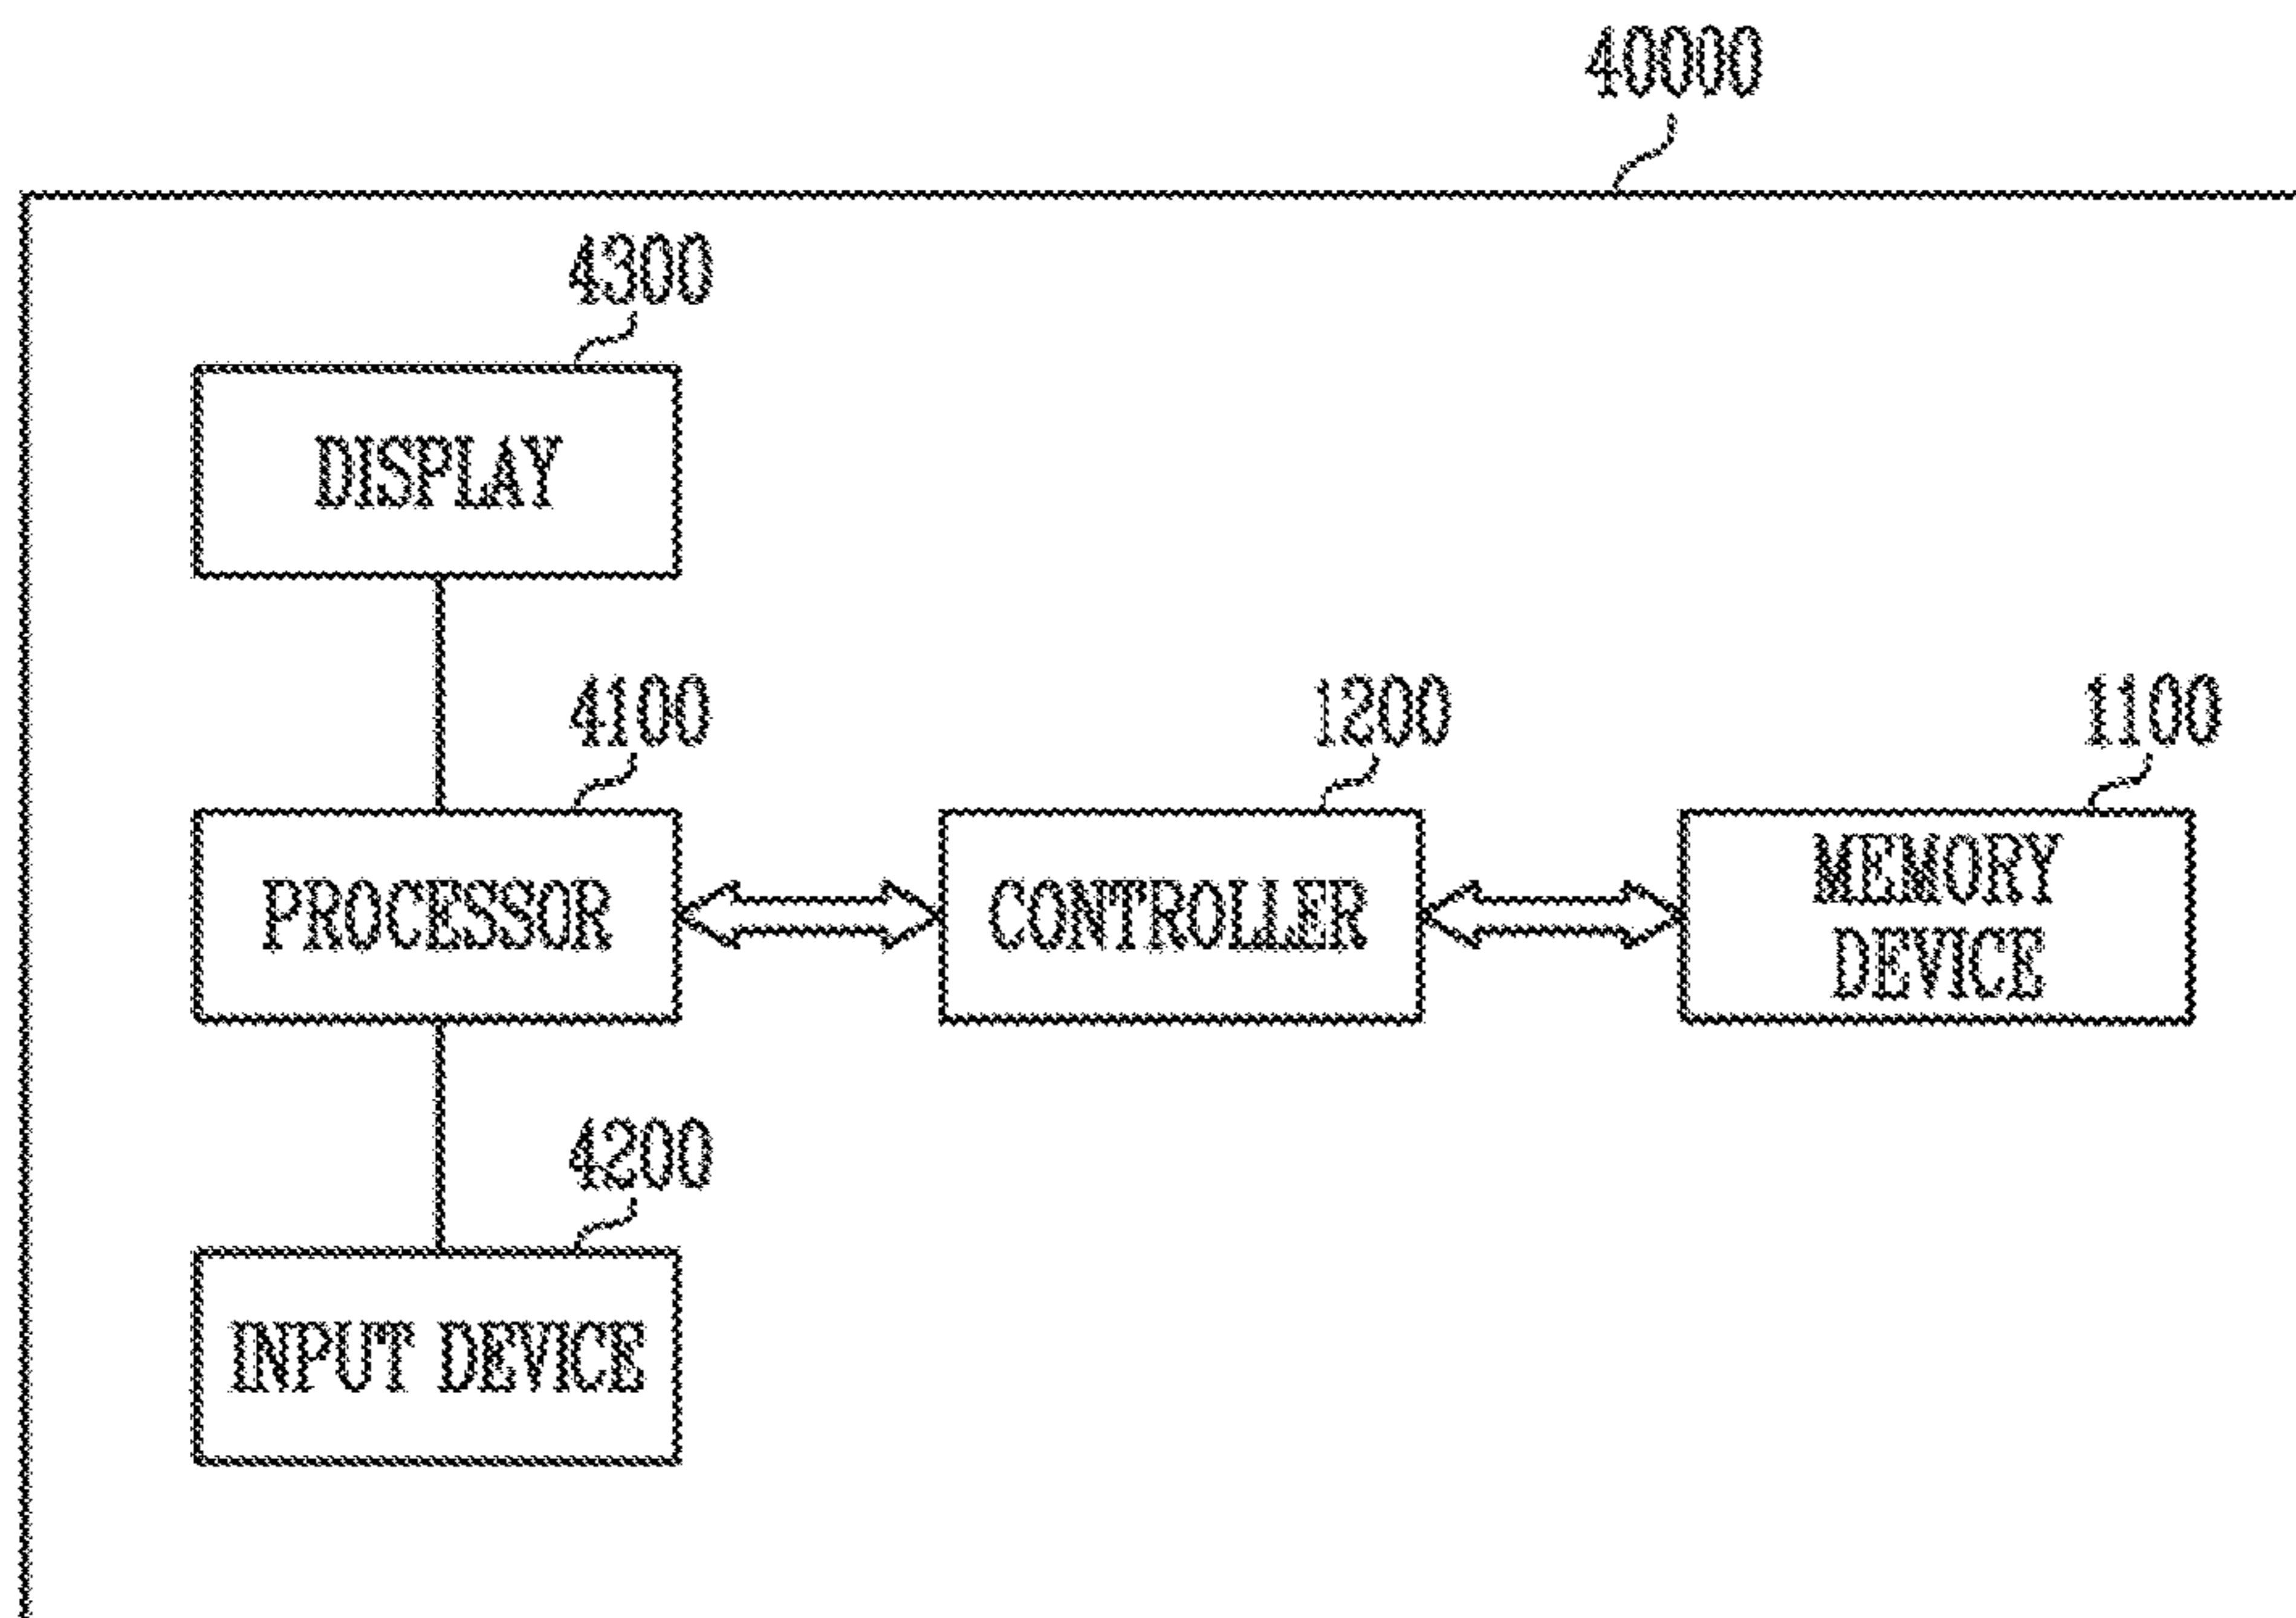 40000
4300
DISPLAY
4100
1200
1100
PROCESSOR
CONTROLLER
MEMORY
DEVICE
4200
INPUT DEVICE